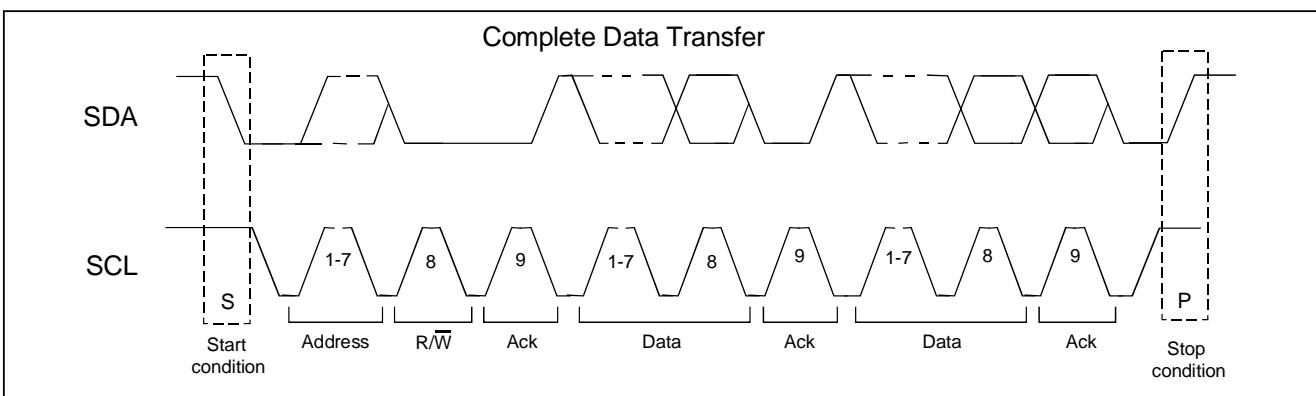 Complete Data Transfer
SDA
SCL
1-7 8 9 1-7 8 9 1-7 8 9
S P
Address R/W̅ Ack Data Ack Data Ack
Start condition
Stop condition